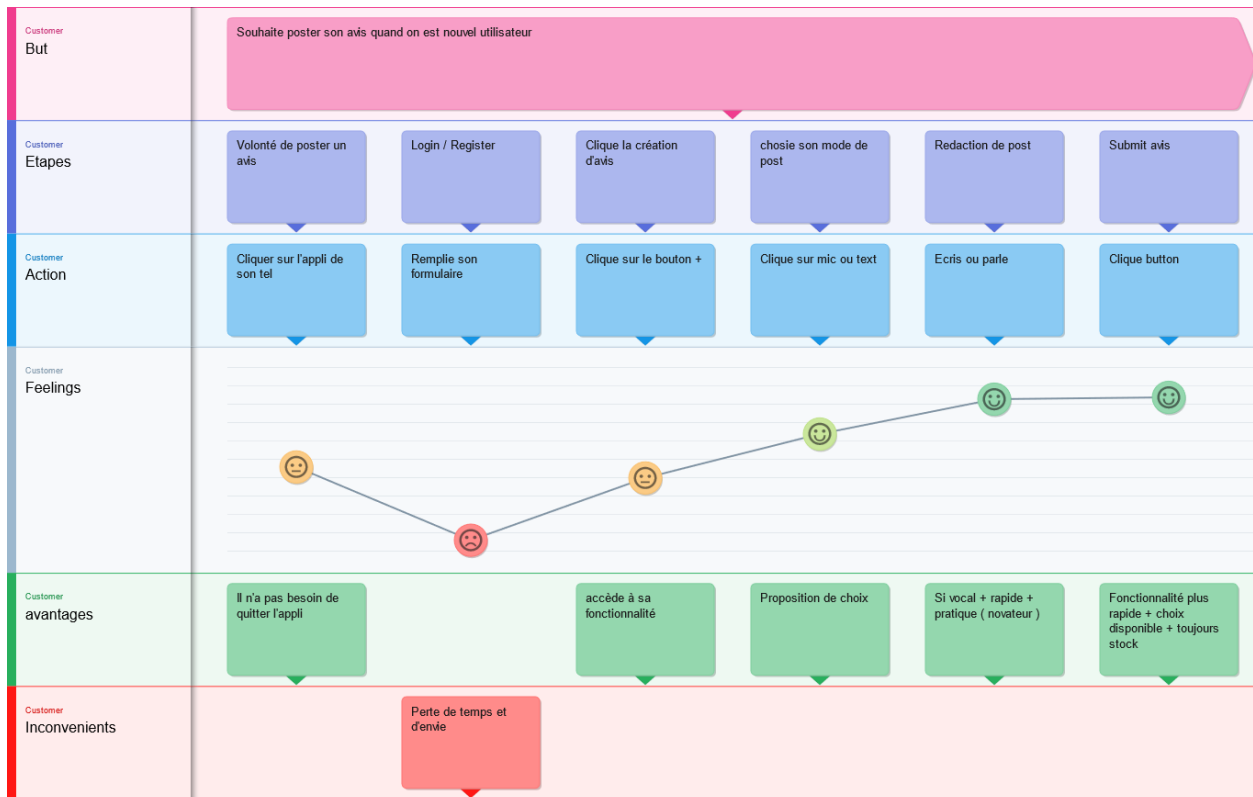 Customer
But
Souhaite poster son avis quand on est nouvel utilisateur
Customer
Etapes
Volonté de poster un
avis
Login / Register
Clique la création
d'avis
chosie son mode de
post
Redaction de post
Submit avis
Customer
Action
Cliquer sur l'appli de
son tel
Remplie son
formulaire
Clique sur le bouton +
Clique sur mic ou text
Ecris ou parle
Clique button
Customer
Feelings
Customer
avantages
Il n'a pas besoin de
quitter l'appli
accède à sa
fonctionnalité
Proposition de choix
Si vocal + rapide +
pratique ( novateur )
Fonctionnalité plus
rapide + choix
disponible + toujours
stock
Customer
Inconvenients
Perte de temps et
d'envie